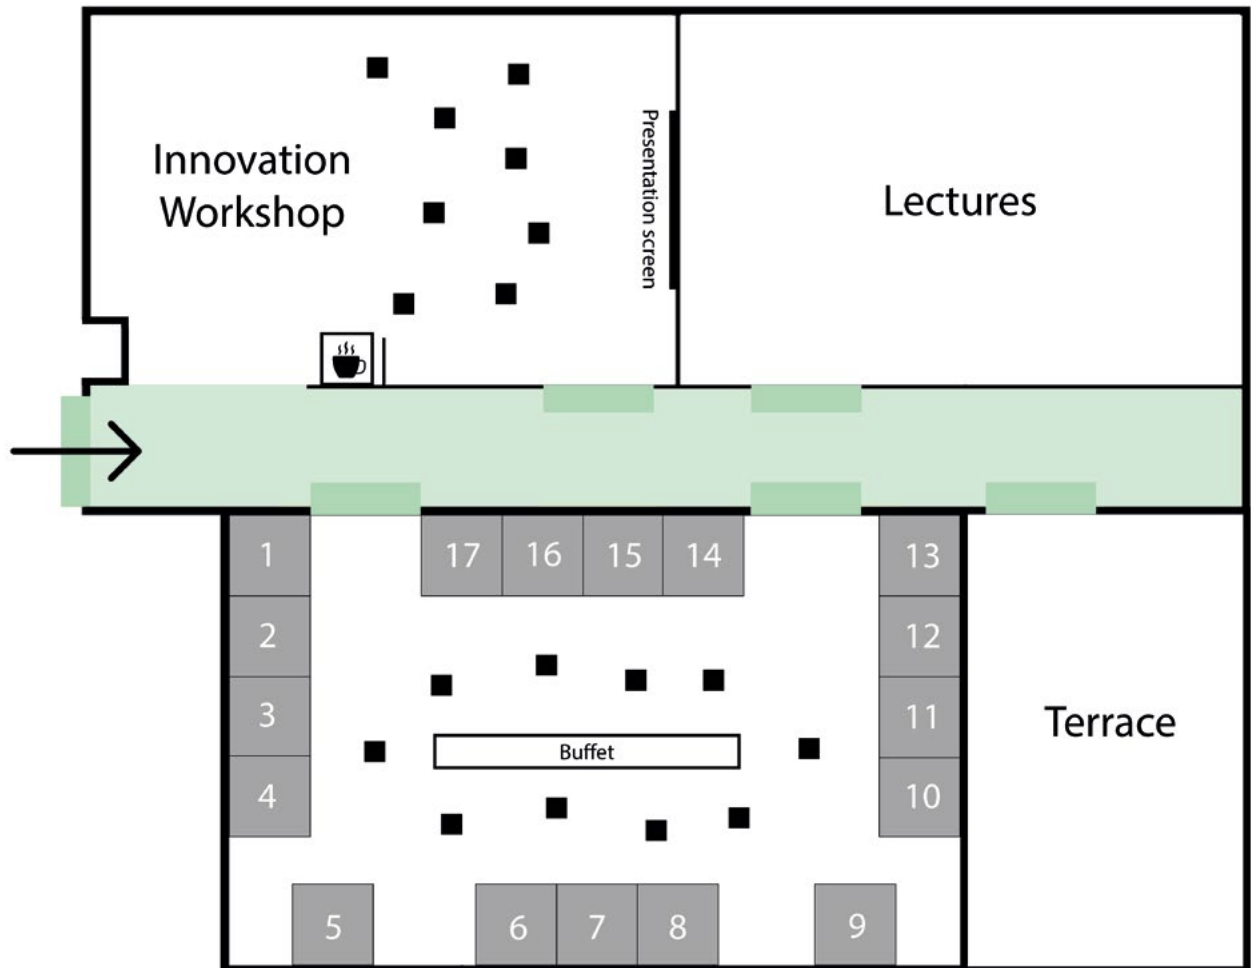 Innovation
Workshop
Presentation screen
Lectures
1
17
16
15
14
13
2
12
3
11
Terrace
Buffet
4
10
5
6
7
8
9